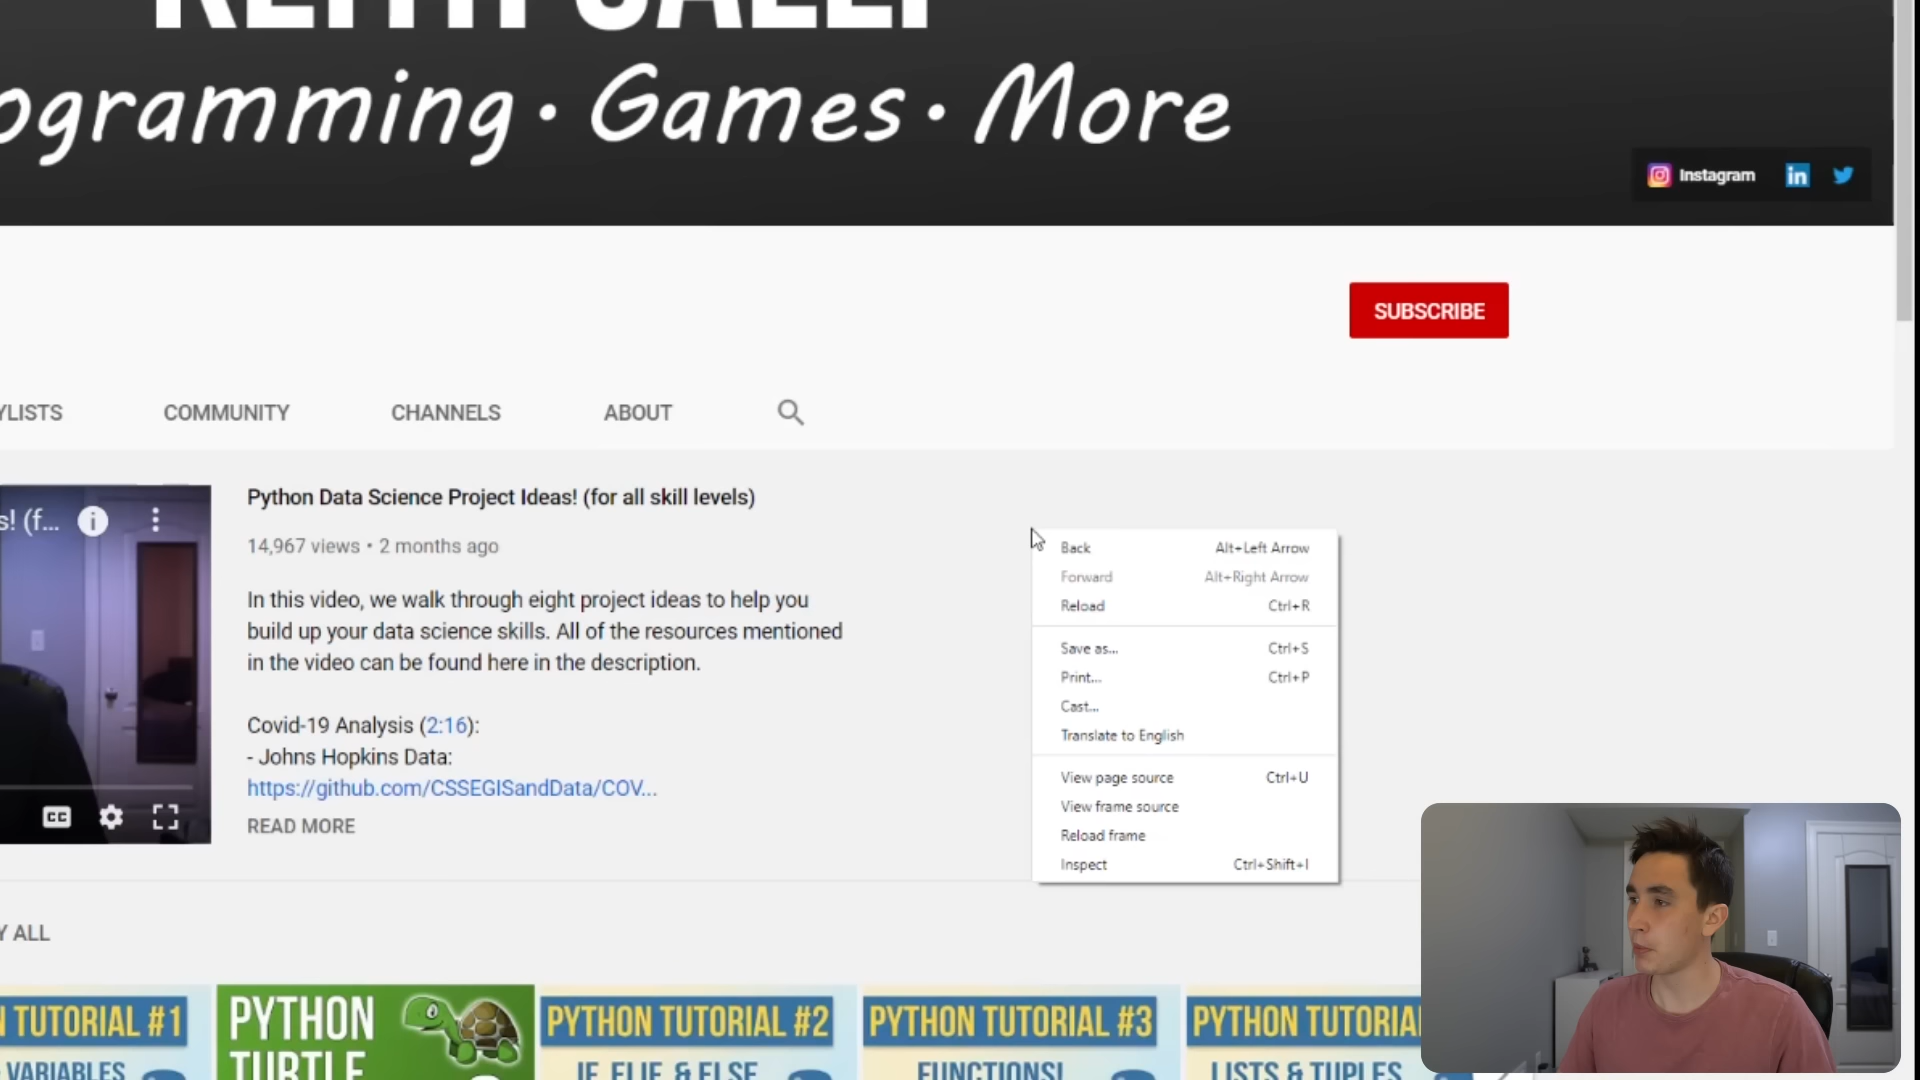 ogramming · Games · More
Instagram
SUBSCRIBE
YLISTS COMMUNITY CHANNELS ABOUT
s! (f...
Python Data Science Project Ideas! (for all skill levels)
14,967 views • 2 months ago
In this video, we walk through eight project ideas to help you
build up your data science skills. All of the resources mentioned
in the video can be found here in the description.
Covid-19 Analysis (2:16):
- Johns Hopkins Data:
https://github.com/CSSEGISandData/COV...
READ MORE
CC
Back Alt+Left Arrow
Forward Alt+Right Arrow
Reload Ctrl+R
Save as... Ctrl+S
Print... Ctrl+P
Cast...
Translate to English
View page source Ctrl+U
View frame source
Reload frame
Inspect Ctrl+Shift+I
Y ALL
N TUTORIAL #1
VARIABLES
PYTHON
TURTLE
PYTHON TUTORIAL #2
IF, ELIF, & ELSE
PYTHON TUTORIAL #3
FUNCTIONS!
PYTHON TUTORIA
LISTS & TUPLES